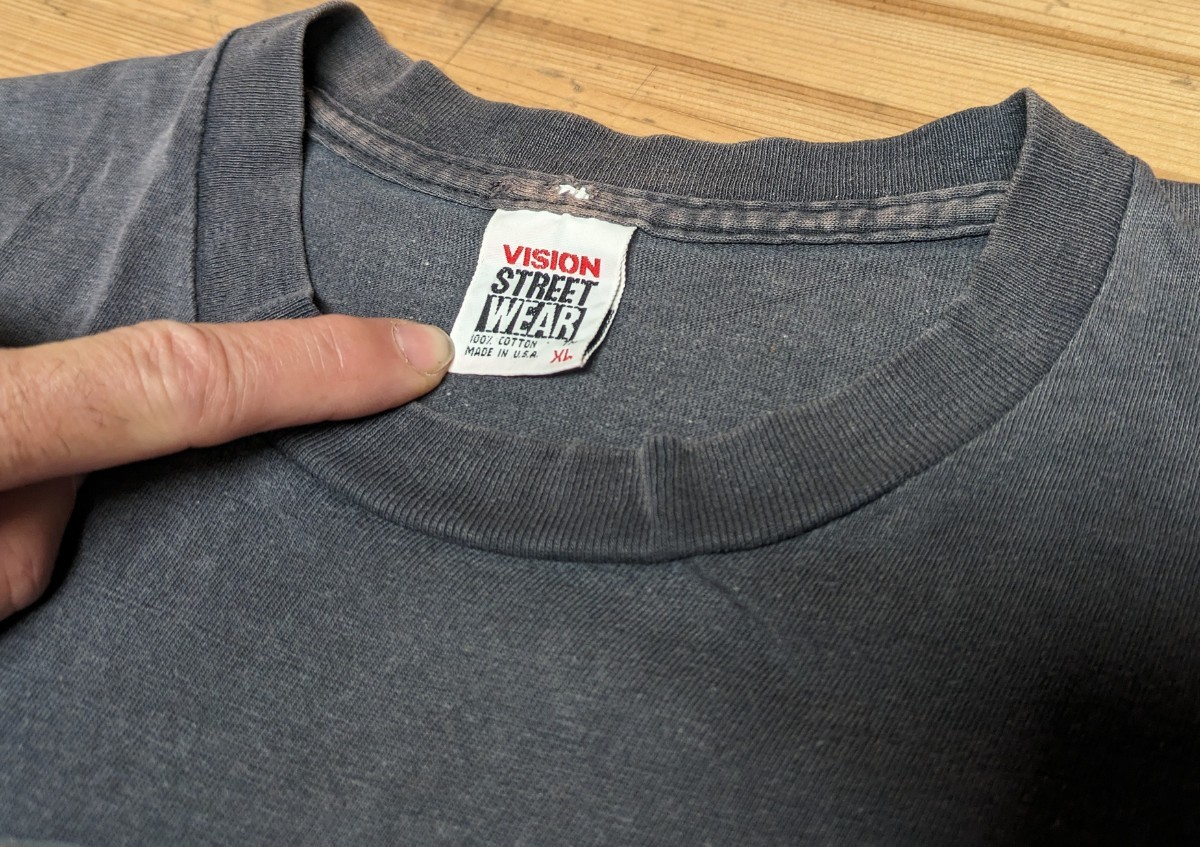 VISION
STREET
WEAR
100% COTTON
MADE IN U.S.A. XL